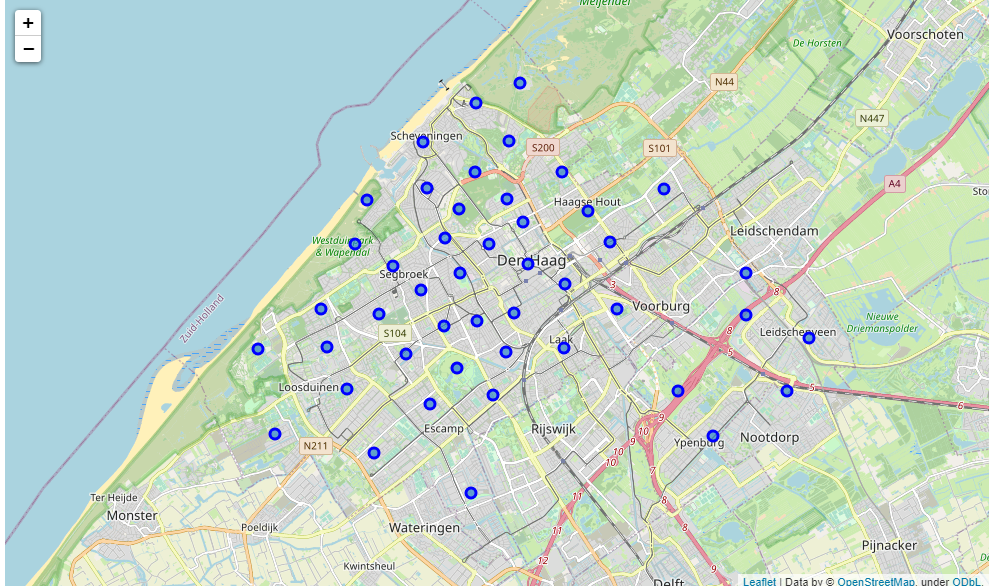 Meijendel
+
−
Voorschoten
De Horsten
N44
N447
Scheveningen
S200
S101
A4
Haagse Hout
Leidschendam
Westduinpark
& Wapendal
Den Haag
Segbroek
3
8
Zuid-Holland
Voorburg
Nieuwe
Driemanspolder
S104
8
Leidschenveen
Laak
5
Loosduinen
5
6
9
Escamp
Rijswijk
10
9
9
Ypenburg
Nootdorp
N211
10
10
7
Ter Heijde
11
8
Monster
Poeldijk
Wateringen
11
8
Pijnacker
12
Kwintsheul
Delft
Leaflet | Data by © OpenStreetMap, under ODbL.